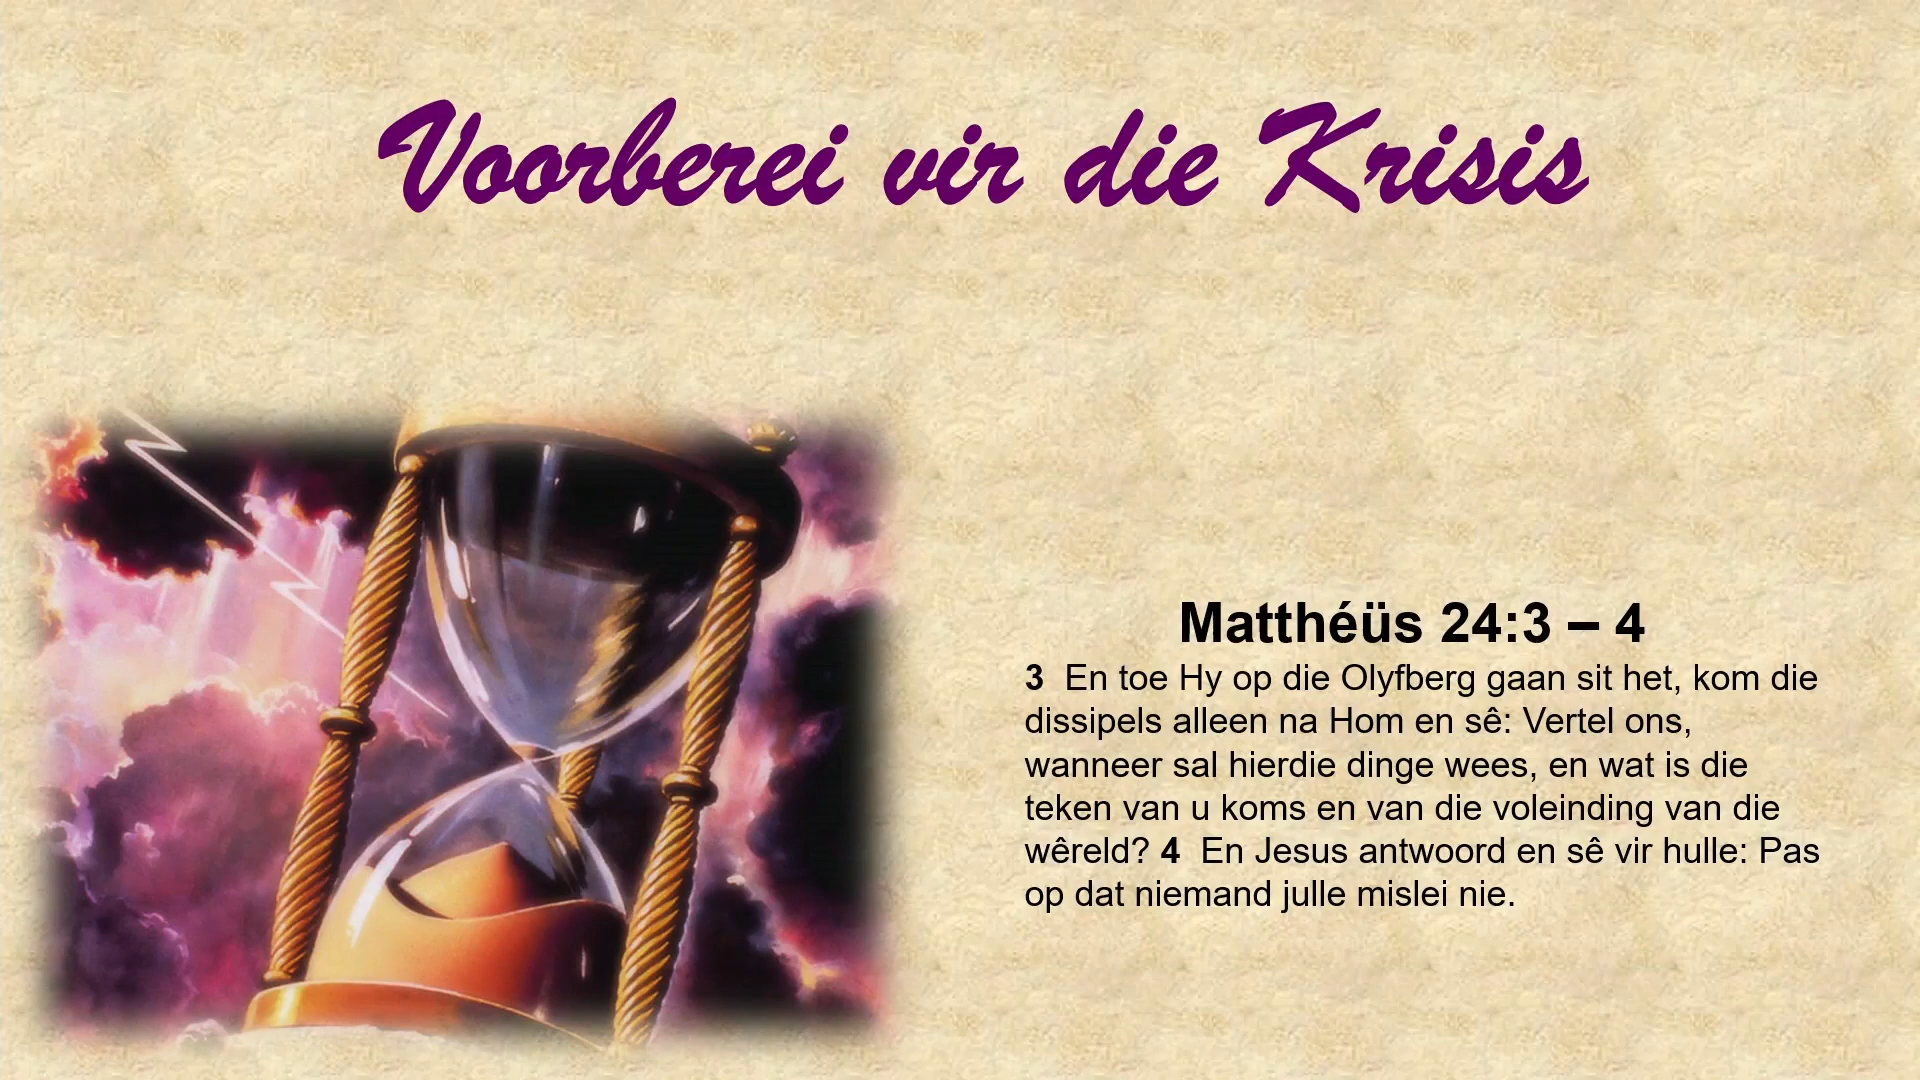 Voorberei vir die Krisis
Matthéüs 24:3 – 4
3 En toe Hy op die Olyfberg gaan sit het, kom die
dissipels alleen na Hom en sê: Vertel ons,
wanneer sal hierdie dinge wees, en wat is die
teken van u koms en van die voleinding van die
wêreld? 4 En Jesus antwoord en sê vir hulle: Pas
op dat niemand julle mislei nie.